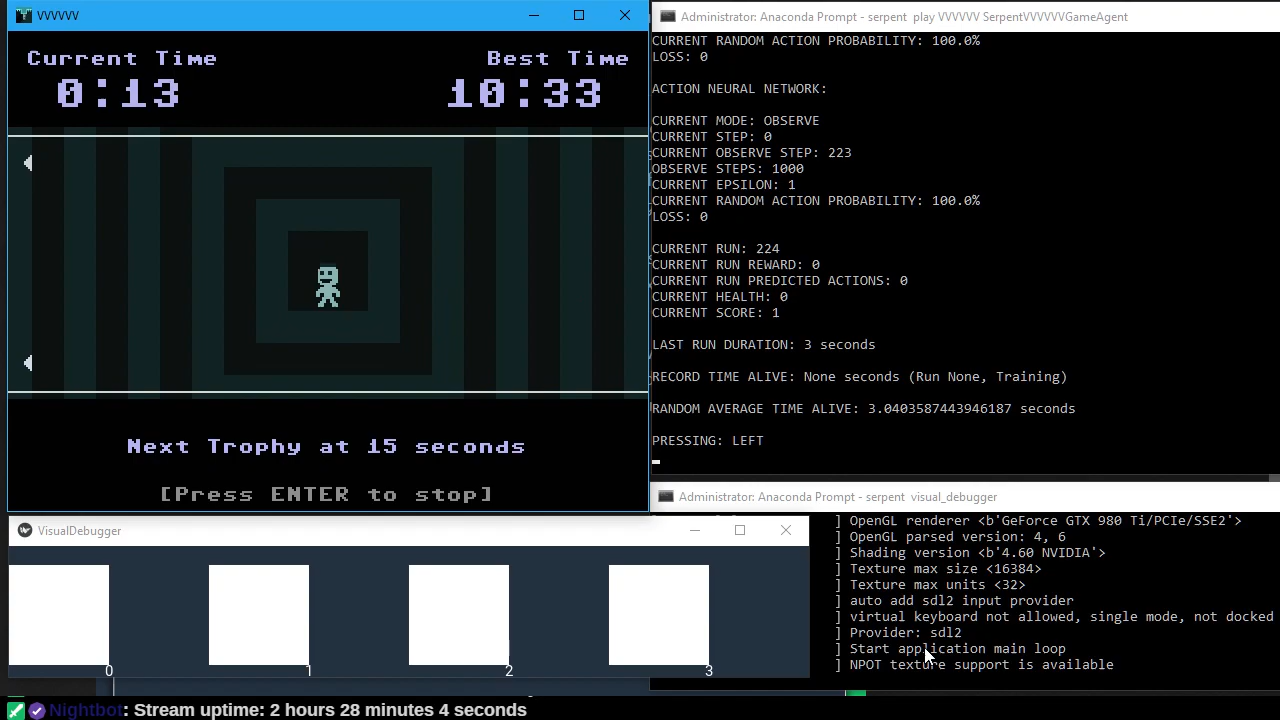 VVVVVV
Current Time
Best Time
0:13
10:33
Next Trophy at 15 seconds
[Press ENTER to stop]
Administrator: Anaconda Prompt - serpent  play VVVVVV SerpentVVVVVVGameAgent
CURRENT RANDOM ACTION PROBABILITY: 100.0%
LOSS: 0
ACTION NEURAL NETWORK:
CURRENT MODE: OBSERVE
CURRENT STEP: 0
CURRENT OBSERVE STEP: 223
OBSERVE STEPS: 1000
CURRENT EPSILON: 1
CURRENT RANDOM ACTION PROBABILITY: 100.0%
LOSS: 0
CURRENT RUN: 224
CURRENT RUN REWARD: 0
CURRENT RUN PREDICTED ACTIONS: 0
CURRENT HEALTH: 0
CURRENT SCORE: 1
LAST RUN DURATION: 3 seconds
RECORD TIME ALIVE: None seconds (Run None, Training)
RANDOM AVERAGE TIME ALIVE: 3.0403587443946187 seconds
PRESSING: LEFT
VisualDebugger
0
1
2
3
Administrator: Anaconda Prompt - serpent  visual_debugger
] OpenGL renderer <b'GeForce GTX 980 Ti/PCIe/SSE2'>
] OpenGL parsed version: 4, 6
] Shading version <b'4.60 NVIDIA'>
] Texture max size <16384>
] Texture max units <32>
] auto add sdl2 input provider
] virtual keyboard not allowed, single mode, not docked
] Provider: sdl2
] Start application main loop
] NPOT texture support is available
Nightbot: Stream uptime: 2 hours 28 minutes 4 seconds